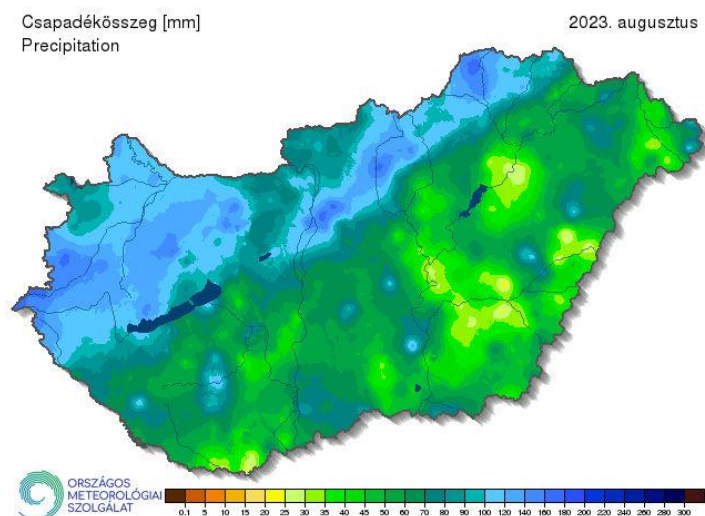 Csapadékösszeg [mm]
Precipitation
2023. augusztus
ORSZÁGOS
METEOROLÓGIAI
SZOLGÁLAT
0.1 5 10 15 20 25 30 35 40 45 50 60 70 80 90 100 120 140 160 180 200 220 240 260 280 300